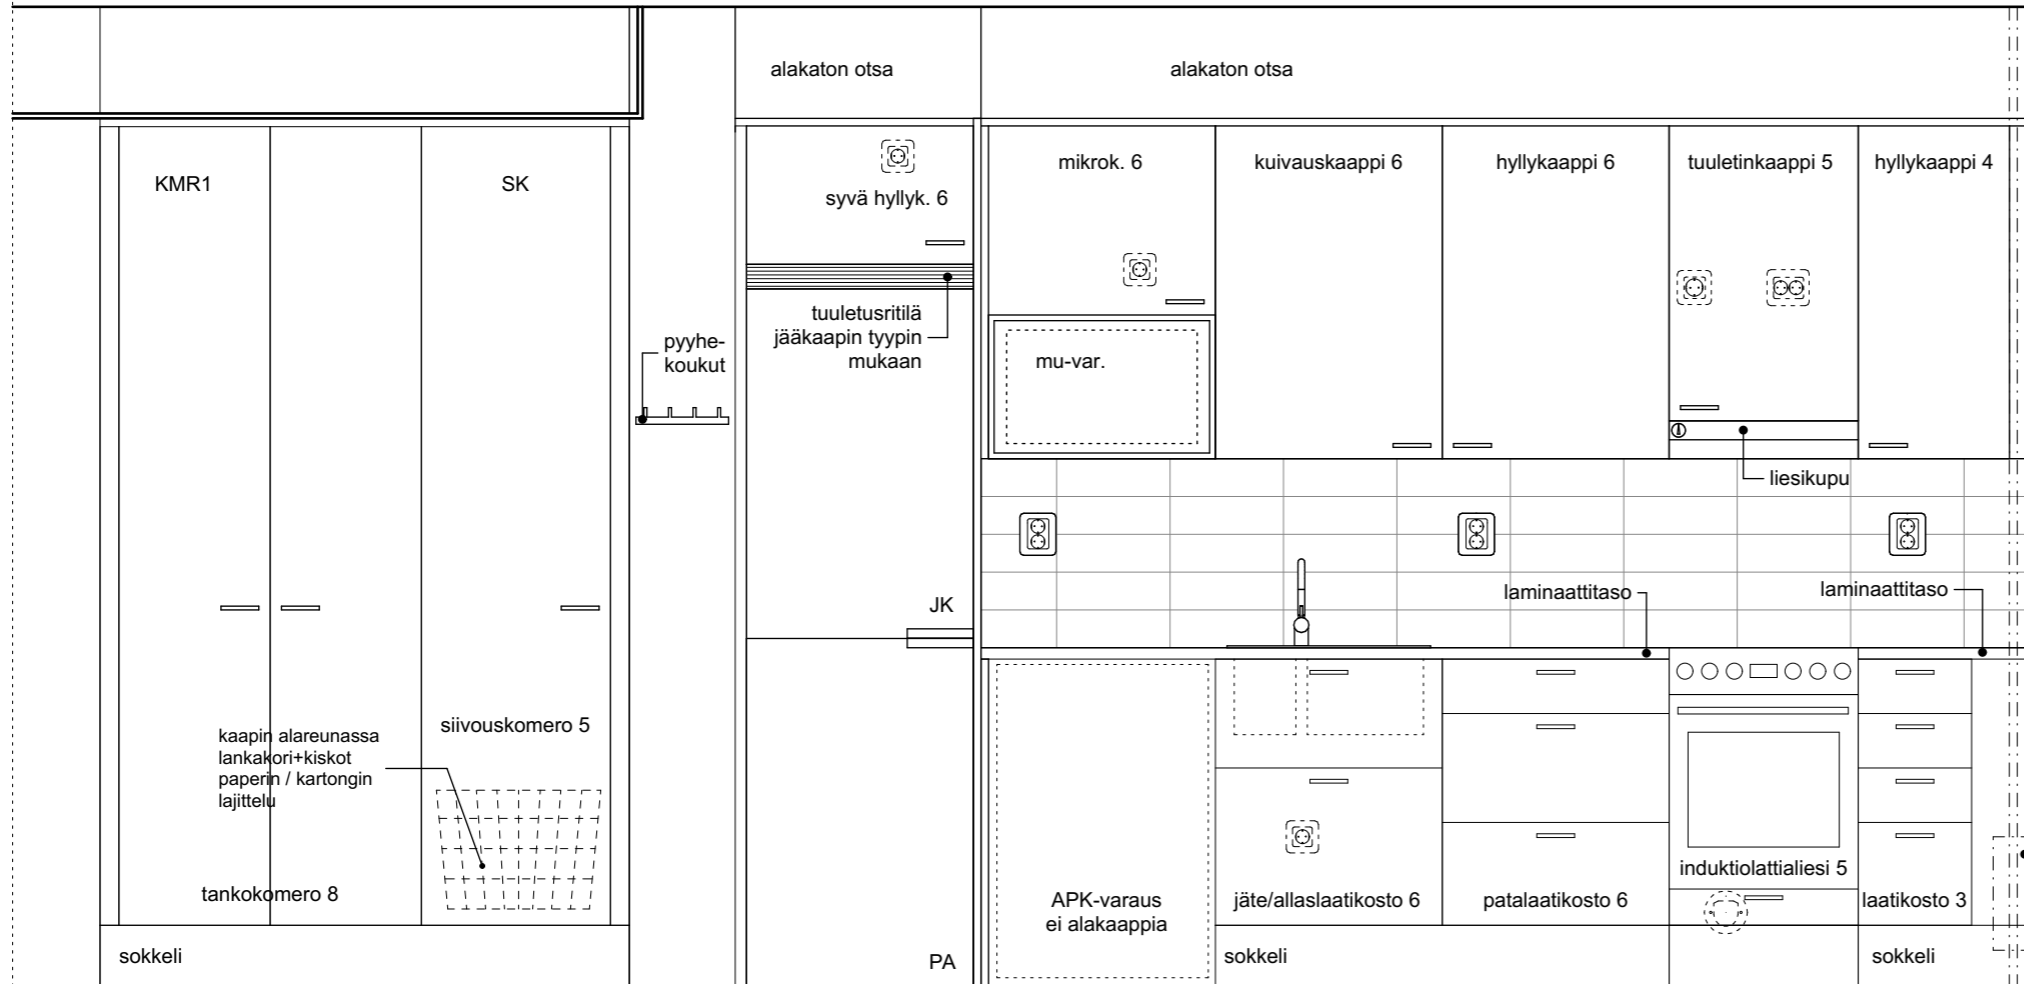 alakaton otsa
alakaton otsa
KMR1
SK
syvä hyllyk. 6
mikrok. 6
kuivauskaappi 6
hyllykaappi 6
tuuletinkaappi 5
hyllykaappi 4
tuuletusritilä
jääkaapin tyypin
mukaan
pyyhe-
koukut
mu-var.
liesikupu
laminaattitaso
laminaattitaso
JK
siivouskomero 5
kaapin alareunassa
lankakori+kiskot
paperin / kartongin
lajittelu
tankokomero 8
APK-varaus
ei alakaappia
jäte/allaslaatikosto 6
patalaatikosto 6
induktiolattialiesi 5
laatikosto 3
sokkeli
PA
sokkeli
sokkeli